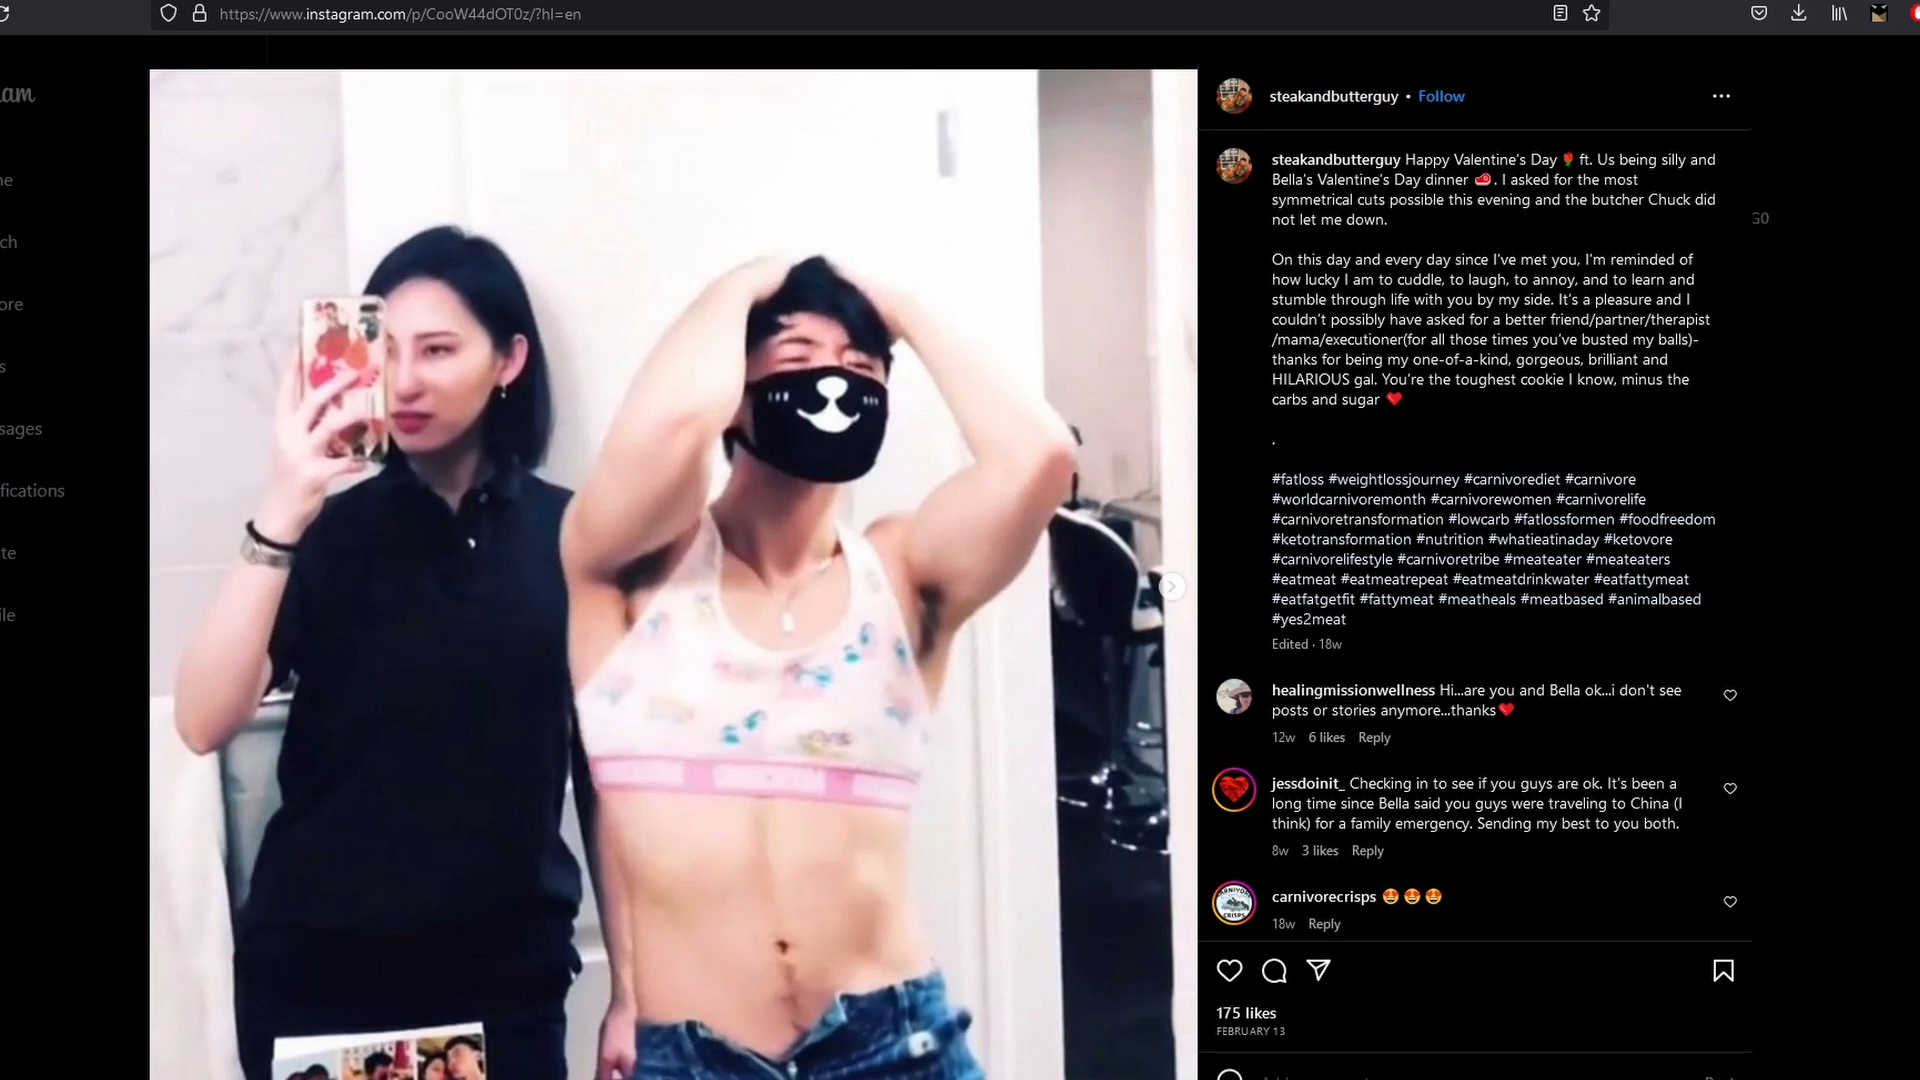 https://www.instagram.com/p/CooW44dOT0z/?hl=en
am
ne
ch
ore
s
sages
fications
te
ile
steakandbutterguy • Follow
steakandbutterguy Happy Valentine's Day 🌹 ft. Us being silly and
Bella's Valentine's Day dinner 🥩. I asked for the most
symmetrical cuts possible this evening and the butcher Chuck did
not let me down.
On this day and every day since I've met you, I'm reminded of
how lucky I am to cuddle, to laugh, to annoy, and to learn and
stumble through life with you by my side. It's a pleasure and I
couldn't possibly have asked for a better friend/partner/therapist
/mama/executioner(for all those times you've busted my balls)-
thanks for being my one-of-a-kind, gorgeous, brilliant and
HILARIOUS gal. You're the toughest cookie I know, minus the
carbs and sugar ❤️
.
#fatloss #weightlossjourney #carnivorediet #carnivore
#worldcarnivoremonth #carnivorewomen #carnivorelife
#carnivoretransformation #lowcarb #fatlossformen #foodfreedom
#ketotransformation #nutrition #whatieatinaday #ketovore
#carnivorelifestyle #carnivoretribe #meateater #meateaters
#eatmeat #eatmeatrepeat #eatmeatdrinkwater #eatfattymeat
#eatfatgetfit #fattymeat #meatheals #meatbased #animalbased
#yes2meat
Edited · 18w
healingmissionwellness Hi...are you and Bella ok...i don't see
posts or stories anymore...thanks❤️
12w 6 likes Reply
jessdoinit_ Checking in to see if you guys are ok. It's been a
long time since Bella said you guys were traveling to China (I
think) for a family emergency. Sending my best to you both.
8w 3 likes Reply
carnivorecrisps 🤩 🤩 🤩
18w Reply
175 likes
FEBRUARY 13